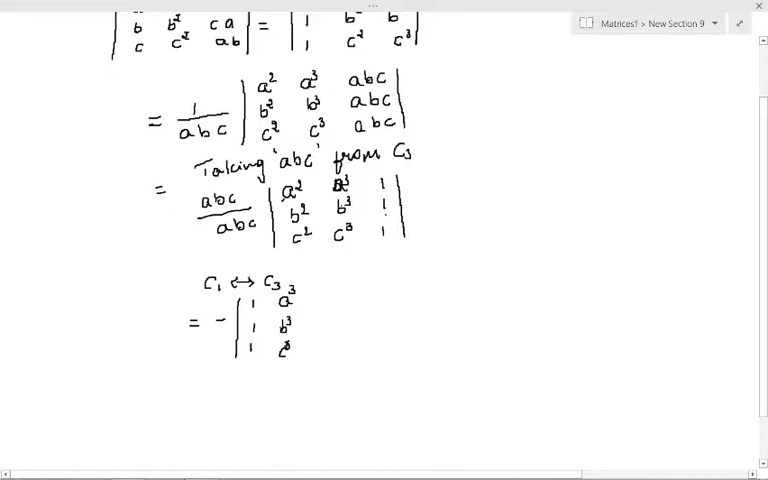 Matrices1 > New Section 9
| b b² ca | = | 1 b² b
| c c² ab | | 1 c² c³ |
= 1/abc | a² a³ abc |
| b² b³ abc |
| c² c³ abc |
Taking 'abc' from C₃
= abc/abc | a² a³ 1 |
| b² b³ 1 |
| c² c³ 1 |
C₁ ↔ C₃
= - | 1 a³
| 1 b³
| 1 c³